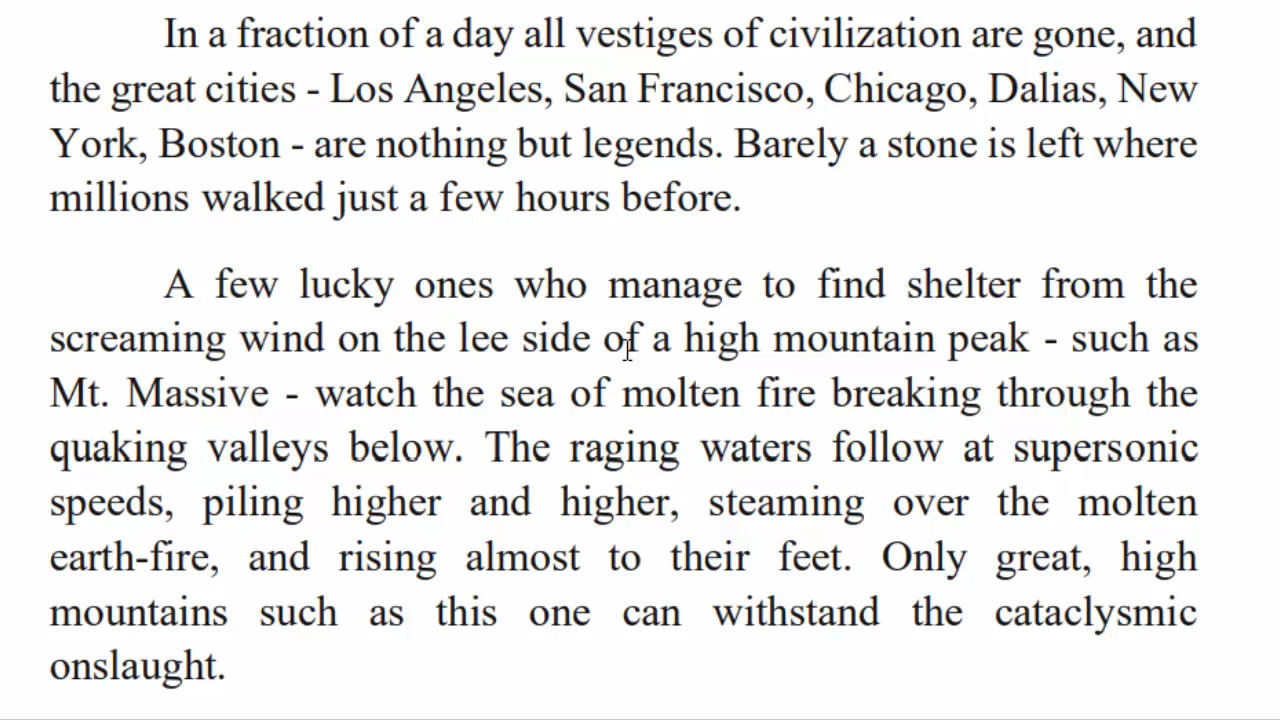 In a fraction of a day all vestiges of civilization are gone, and
the great cities - Los Angeles, San Francisco, Chicago, Dalias, New
York, Boston - are nothing but legends. Barely a stone is left where
millions walked just a few hours before.
A few lucky ones who manage to find shelter from the
screaming wind on the lee side of a high mountain peak - such as
Mt. Massive - watch the sea of molten fire breaking through the
quaking valleys below. The raging waters follow at supersonic
speeds, piling higher and higher, steaming over the molten
earth-fire, and rising almost to their feet. Only great, high
mountains such as this one can withstand the cataclysmic
onslaught.